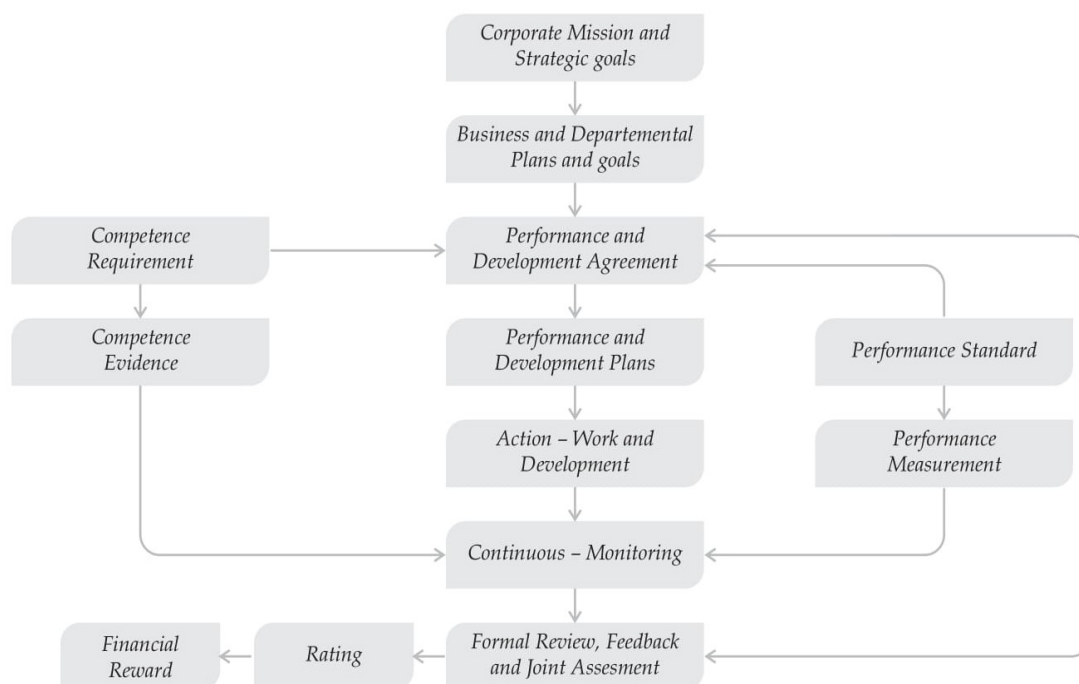 Corporate Mission and
Strategic goals
Business and Departemental
Plans and goals
Competence
Requirement
Performance and
Development Agreement
Competence
Evidence
Performance and
Development Plans
Performance Standard
Action – Work and
Development
Performance
Measurement
Continuous – Monitoring
Financial
Reward
Rating
Formal Review, Feedback
and Joint Assesment